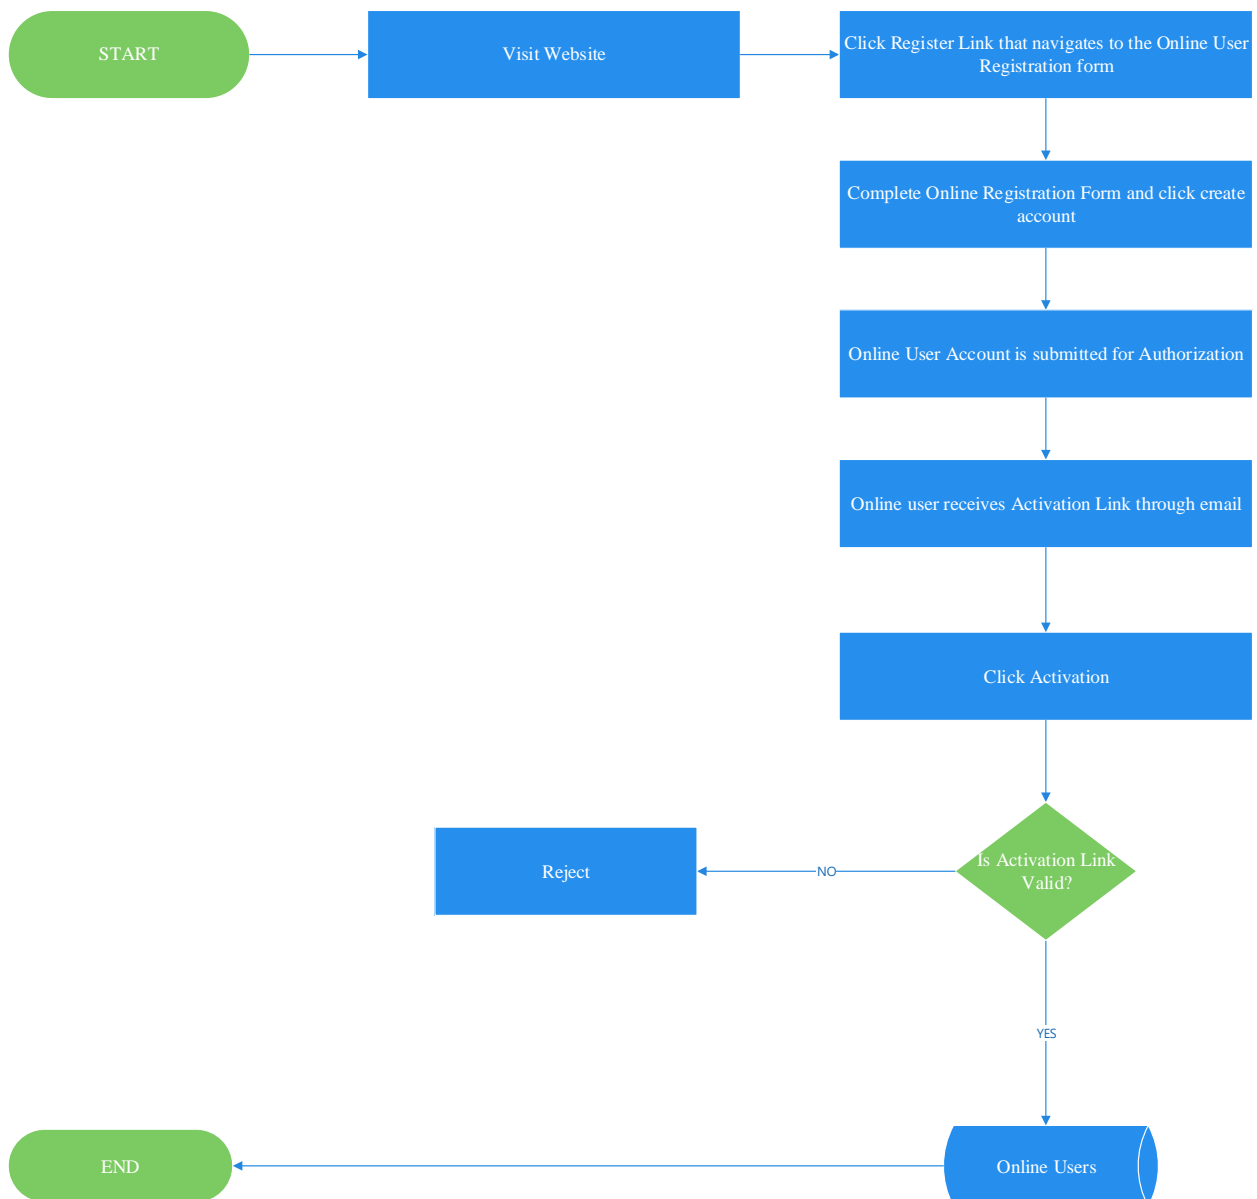 START
Visit Website
Click Register Link that navigates to the Online User
Registration form
Complete Online Registration Form and click create
account
Online User Account is submitted for Authorization
Online user receives Activation Link through email
Click Activation
Is Activation Link
Valid?
NO
Reject
YES
Online Users
END